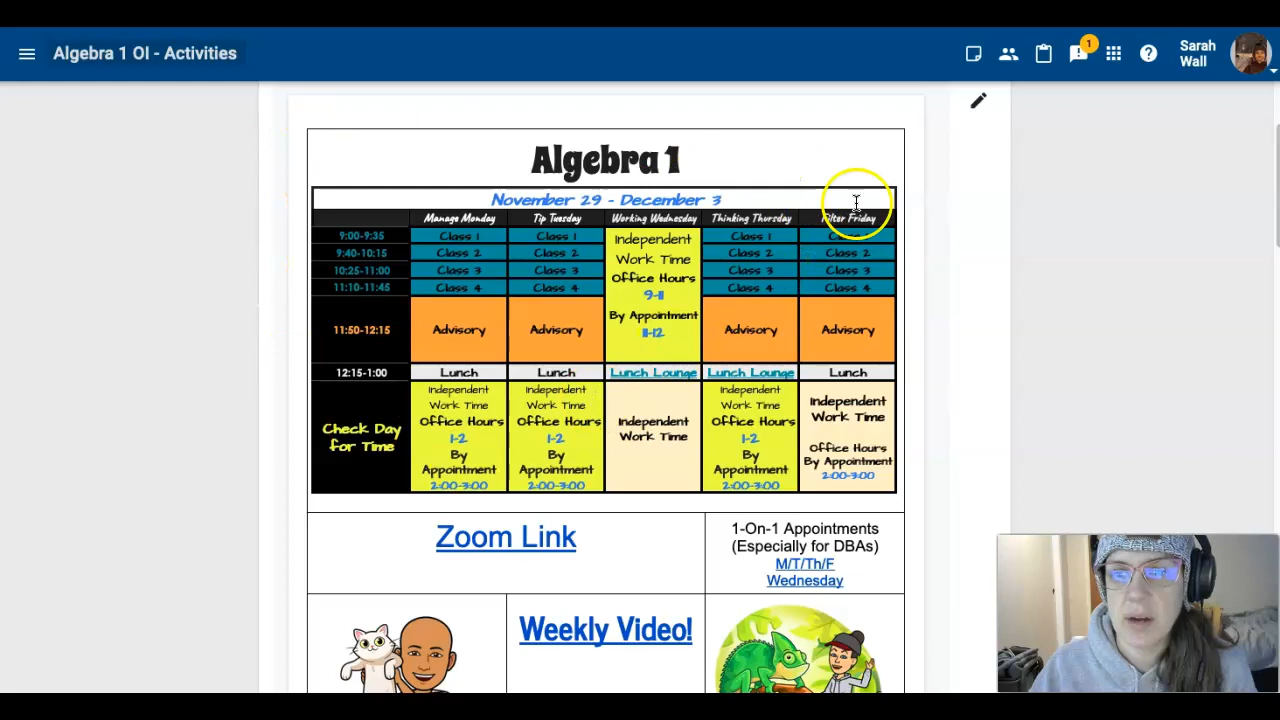 Algebra 1 OI - Activities
1
Sarah
Wall
Algebra 1
November 29 - December 3
Manage Monday Tip Tuesday Working Wednesday Thinking Thursday Filter Friday
9:00-9:35 Class 1 Class 1 Independent Class 1
9:40-10:15 Class 2 Class 2 Work Time Class 2 Class 2
10:25-11:00 Class 3 Class 3 Office Hours Class 3 Class 3
11:10-11:45 Class 4 Class 4 9-11 Class 4 Class 4
By Appointment
11-12
11:50-12:15 Advisory Advisory Advisory Advisory
12:15-1:00 Lunch Lunch Lunch Lounge Lunch Lounge Lunch
Check Day
for Time
Independent
Work Time
Office Hours
1-2
By
Appointment
2:00-3:00
Independent
Work Time
Office Hours
1-2
By
Appointment
2:00-3:00
Independent
Work Time
Independent
Work Time
Office Hours
1-2
By
Appointment
2:00-3:00
Independent
Work Time
Office Hours
By Appointment
2:00-3:00
Zoom Link
1-On-1 Appointments
(Especially for DBAs)
M/T/Th/F
Wednesday
Weekly Video!